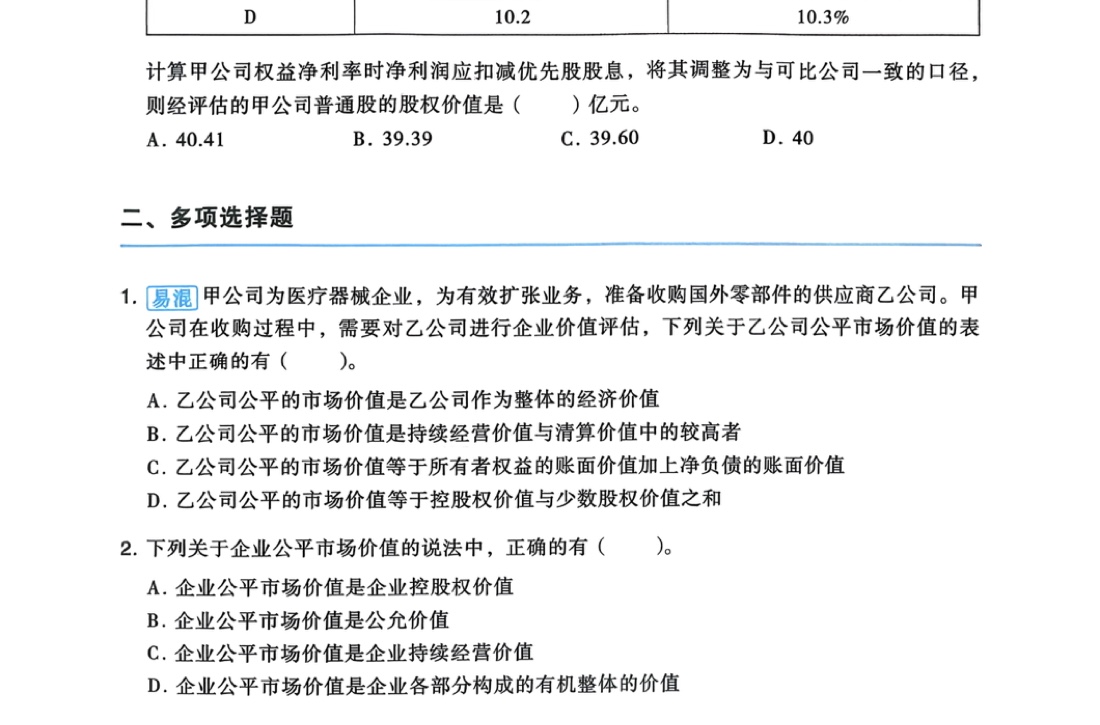 D 10.2 10.3%
计算甲公司权益净利率时净利润应扣减优先股股息，将其调整为与可比公司一致的口径，
则经评估的甲公司普通股的股权价值是（　　）亿元。
A. 40.41 B. 39.39 C. 39.60 D. 40
二、多项选择题
1. 易混 甲公司为医疗器械企业，为有效扩张业务，准备收购国外零部件的供应商乙公司。甲
公司在收购过程中，需要对乙公司进行企业价值评估，下列关于乙公司公平市场价值的表
述中正确的有（　　）。
A. 乙公司公平的市场价值是乙公司作为整体的经济价值
B. 乙公司公平的市场价值是持续经营价值与清算价值中的较高者
C. 乙公司公平的市场价值等于所有者权益的账面价值加上净负债的账面价值
D. 乙公司公平的市场价值等于控股权价值与少数股权价值之和
2. 下列关于企业公平市场价值的说法中，正确的有（　　）。
A. 企业公平市场价值是企业控股权价值
B. 企业公平市场价值是公允价值
C. 企业公平市场价值是企业持续经营价值
D. 企业公平市场价值是企业各部分构成的有机整体的价值